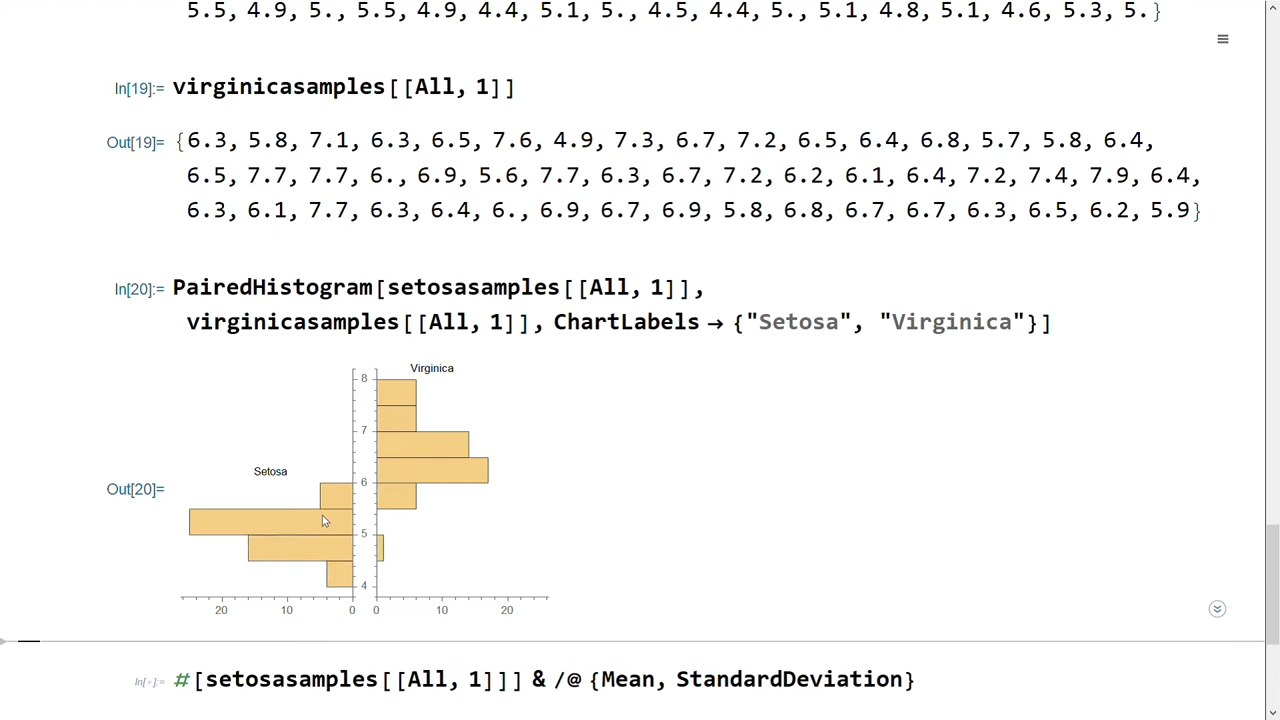 5.5, 4.9, 5., 5.5, 4.9, 4.4, 5.1, 5., 4.5, 4.4, 5., 5.1, 4.8, 5.1, 4.6, 5.3, 5.}
In[19]:= virginicasamples[[All, 1]]
Out[19]= {6.3, 5.8, 7.1, 6.3, 6.5, 7.6, 4.9, 7.3, 6.7, 7.2, 6.5, 6.4, 6.8, 5.7, 5.8, 6.4,
6.5, 7.7, 7.7, 6., 6.9, 5.6, 7.7, 6.3, 6.7, 7.2, 6.2, 6.1, 6.4, 7.2, 7.4, 7.9, 6.4,
6.3, 6.1, 7.7, 6.3, 6.4, 6., 6.9, 6.7, 6.9, 5.8, 6.8, 6.7, 6.7, 6.3, 6.5, 6.2, 5.9}
In[20]:= PairedHistogram[setosasamples[[All, 1]],
virginicasamples[[All, 1]], ChartLabels → {"Setosa", "Virginica"}]
Virginica
8
7
Setosa
6
Out[20]=
5
4
20 10 0 0 10 20
In[◦]:= #[setosasamples[[All, 1]]] & /@ {Mean, StandardDeviation}